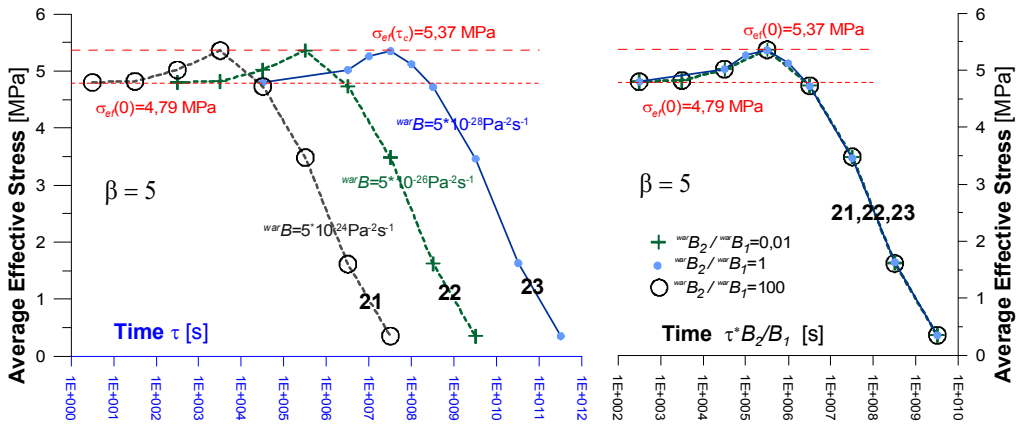 Average Effective Stress [MPa]
6
5
4
3
2
1
0
σef(τc)=5,37 MPa
σef(0)=4,79 MPa
warB=5*10-28Pa-2s-1
warB=5*10-26Pa-2s-1
warB=5*10-24Pa-2s-1
β = 5
21
22
23
Time τ [s]
1E+000
1E+001
1E+002
1E+003
1E+004
1E+005
1E+006
1E+007
1E+008
1E+009
1E+010
1E+011
1E+012
σef(0)=5,37 MPa
σef(0)=4,79 MPa
β = 5
21,22,23
warB2 / warB1=0,01
warB2 / warB1=1
warB2 / warB1=100
Time τ*B2/B1 [s]
1E+002
1E+003
1E+004
1E+005
1E+006
1E+007
1E+008
1E+009
1E+010
6
5
4
3
2
1
0
Average Effective Stress [MPa]